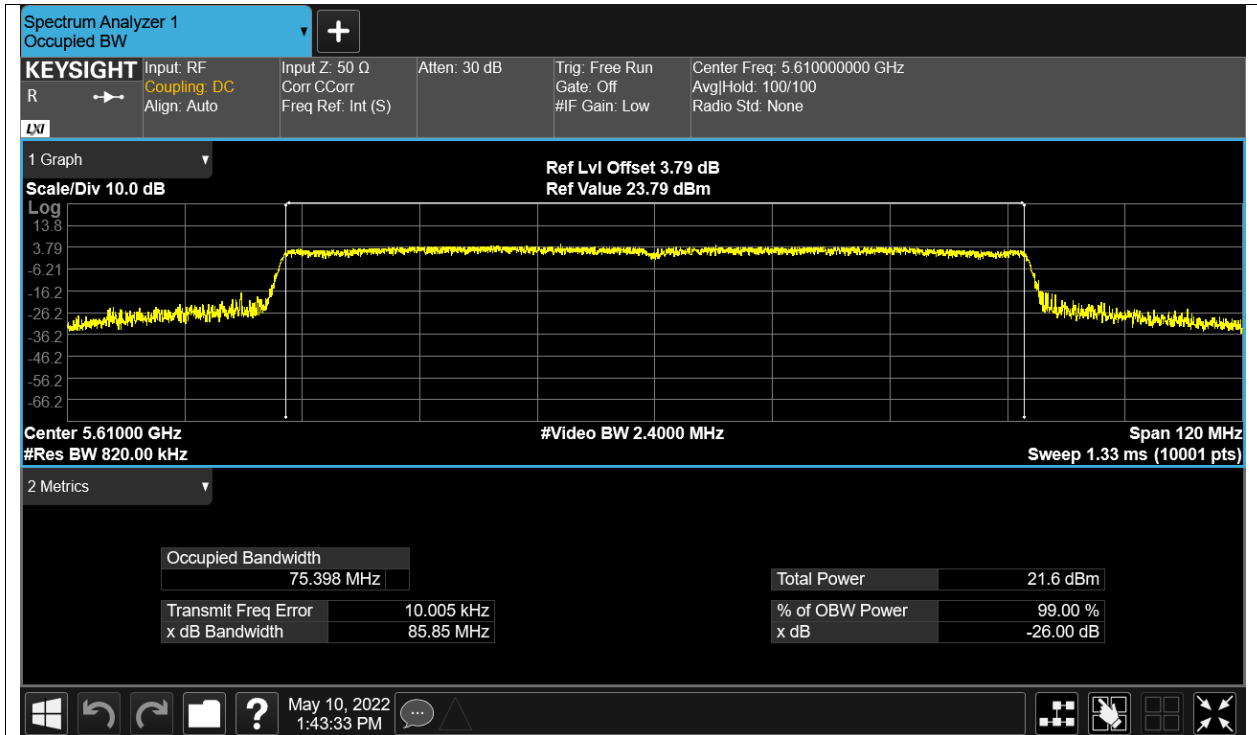 Spectrum Analyzer 1
Occupied BW
+
KEYSIGHT
R
LXI
Input: RF
Coupling: DC
Align: Auto
Input Z: 50 Ω
Corr CCorr
Freq Ref: Int (S)
Atten: 30 dB
Trig: Free Run
Gate: Off
#IF Gain: Low
Center Freq: 5.610000000 GHz
Avg|Hold: 100/100
Radio Std: None
1 Graph
Scale/Div 10.0 dB
Ref Lvl Offset 3.79 dB
Ref Value 23.79 dBm
Log
13.8
3.79
-6.21
-16.2
-26.2
-36.2
-46.2
-56.2
-66.2
Center 5.61000 GHz
#Res BW 820.00 kHz
#Video BW 2.4000 MHz
Span 120 MHz
Sweep 1.33 ms (10001 pts)
2 Metrics
Occupied Bandwidth
75.398 MHz
Transmit Freq Error 10.005 kHz
x dB Bandwidth 85.85 MHz
Total Power 21.6 dBm
% of OBW Power 99.00 %
x dB -26.00 dB
?
May 10, 2022
1:43:33 PM